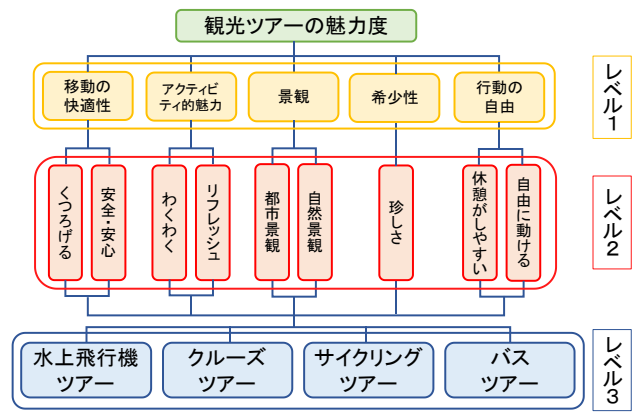 観光ツアーの魅力度
移動の
快適性
アクティビ
ティ的魅力
景観
希少性
行動の
自由
レベル1
くつろげる
安全・安心
わくわく
リフレッシュ
都市景観
自然景観
珍しさ
休憩がしやすい
自由に動ける
レベル2
水上飛行機
ツアー
クルーズ
ツアー
サイクリング
ツアー
バス
ツアー
レベル3